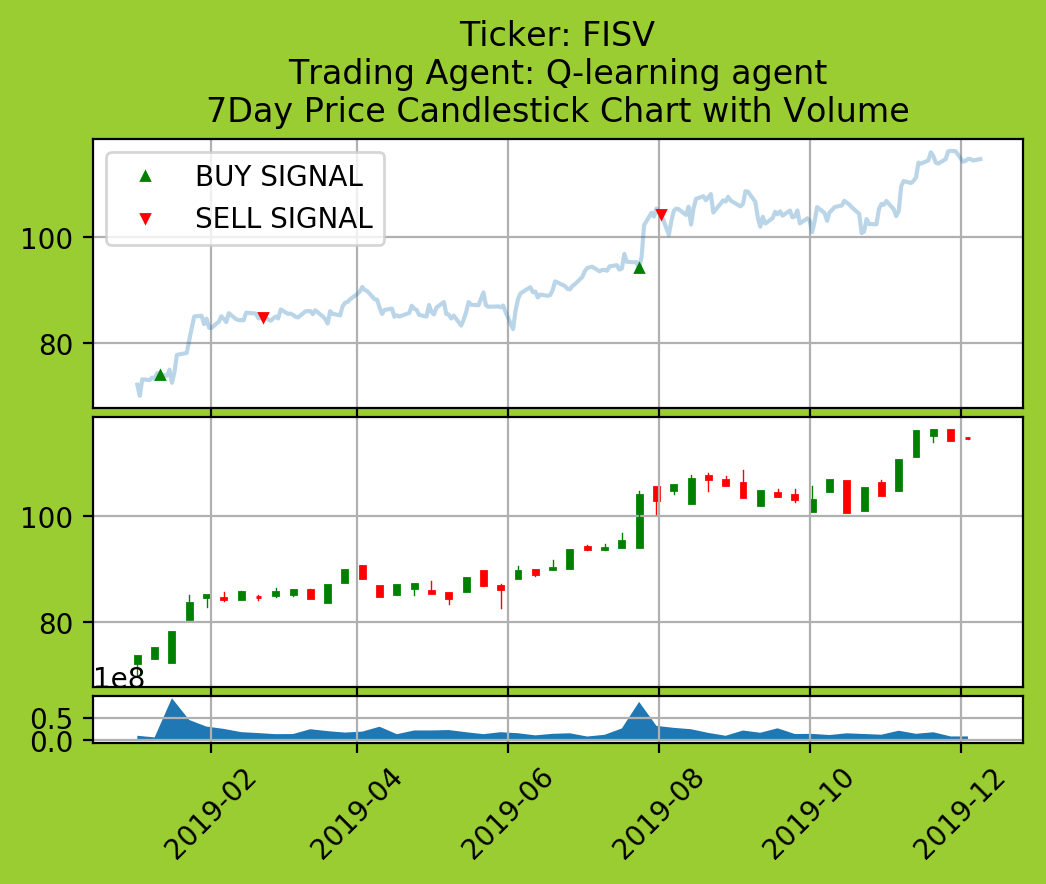 Ticker: FISV
Trading Agent: Q-learning agent
7Day Price Candlestick Chart with Volume
BUY SIGNAL
SELL SIGNAL
100
80
100
80
1e8
0.5
0.0
2019-02
2019-04
2019-06
2019-08
2019-10
2019-12